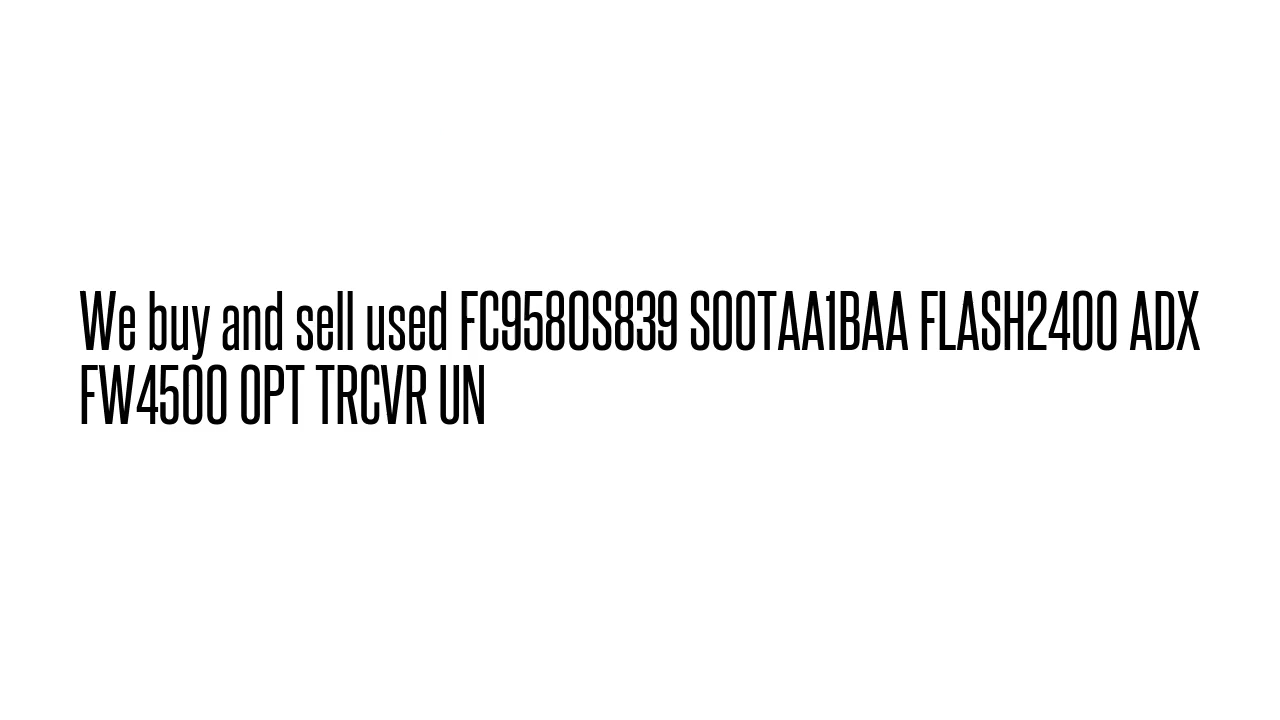 We buy and sell used FC9580S839 S00TAA1BAA FLASH2400 ADX
FW4500 OPT TRCVR UN